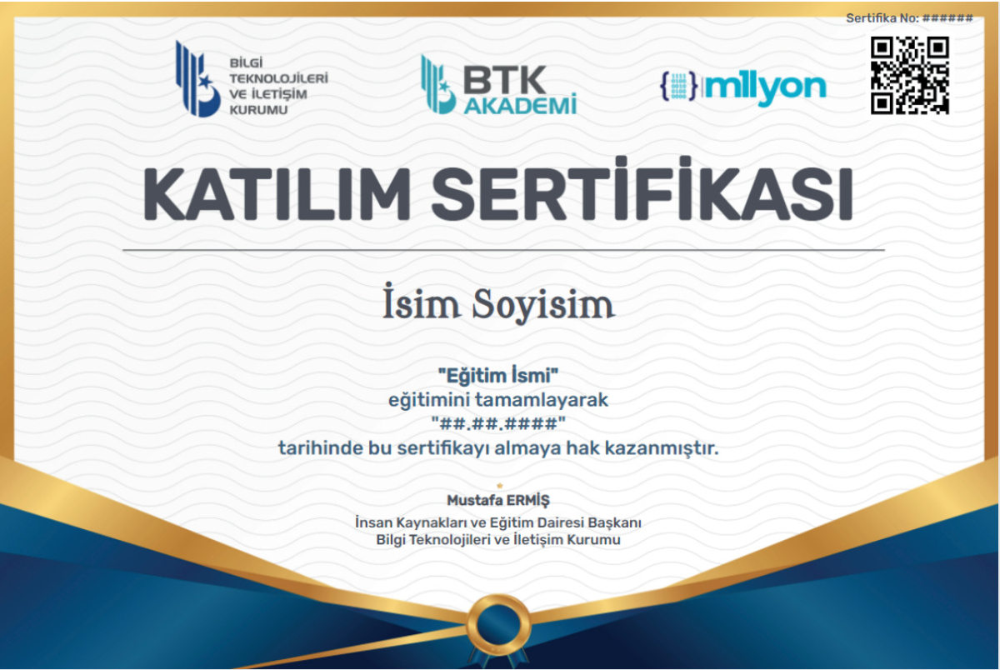 Sertifika No: ######
BİLGİ
TEKNOLOJİLERİ
VE İLETİŞİM
KURUMU
BTK
AKADEMİ
m1lyon
KATILIM SERTİFİKASI
İsim Soyisim
"Eğitim İsmi"
eğitimini tamamlayarak
"##.##.####"
tarihinde bu sertifikayı almaya hak kazanmıştır.
Mustafa ERMİŞ
İnsan Kaynakları ve Eğitim Dairesi Başkanı
Bilgi Teknolojileri ve İletişim Kurumu